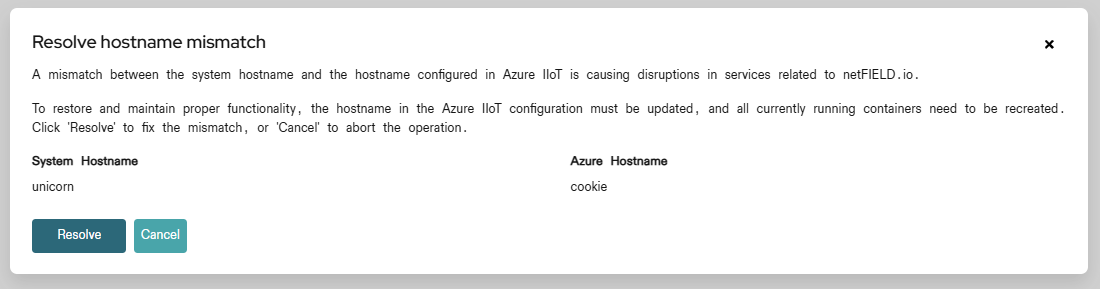 Resolve hostname mismatch
A mismatch between the system hostname and the hostname configured in Azure IIoT is causing disruptions in services related to netFIELD.io.
To restore and maintain proper functionality, the hostname in the Azure IIoT configuration must be updated, and all currently running containers need to be recreated.
Click 'Resolve' to fix the mismatch, or 'Cancel' to abort the operation.
System Hostname Azure Hostname
unicorn cookie
Resolve Cancel